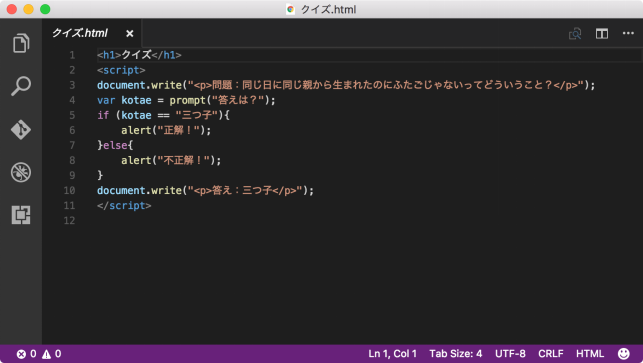 クイズ.html
クイズ.html ×
1 <h1>クイズ</h1>
2 <script>
3 document.write("<p>問題：同じ日に同じ親から生まれたのにふたごじゃないってどういうこと？</p>");
4 var kotae = prompt("答えは？");
5 if (kotae == "三つ子"){
6 alert("正解！");
7 }else{
8 alert("不正解！");
9 }
10 document.write("<p>答え：三つ子</p>");
11 </script>
12
0 0 Ln 1, Col 1 Tab Size: 4 UTF-8 CRLF HTML